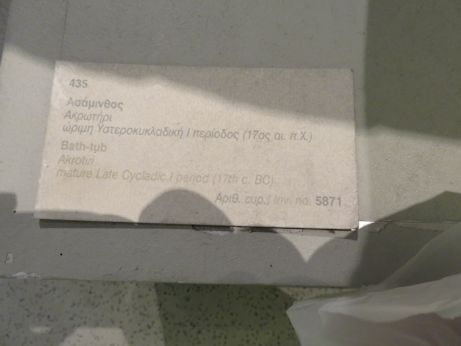 435
Ασάμινθος
Ακρωτήρι
ώριμη Υστεροκυκλαδική Ι περίοδος (17ος αι. π.Χ.)
Bath-tub
Akrotiri
mature Late Cycladic I period (17th c. BC)
Αριθ. ευρ./ Inv. no. 5871